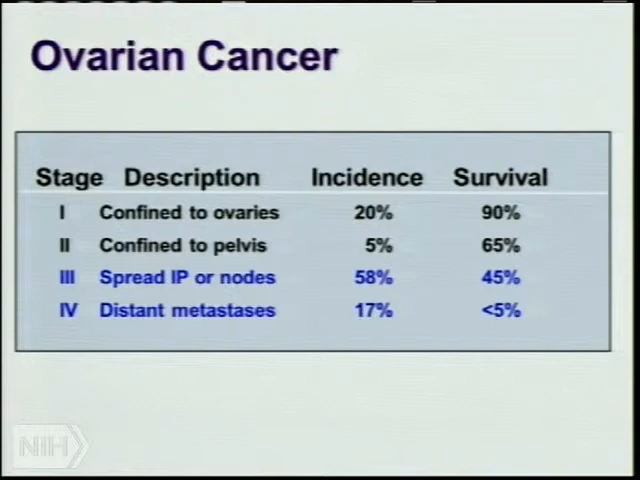 Ovarian Cancer
Stage Description Incidence Survival
I Confined to ovaries 20% 90%
II Confined to pelvis 5% 65%
III Spread IP or nodes 58% 45%
IV Distant metastases 17% <5%
NIH